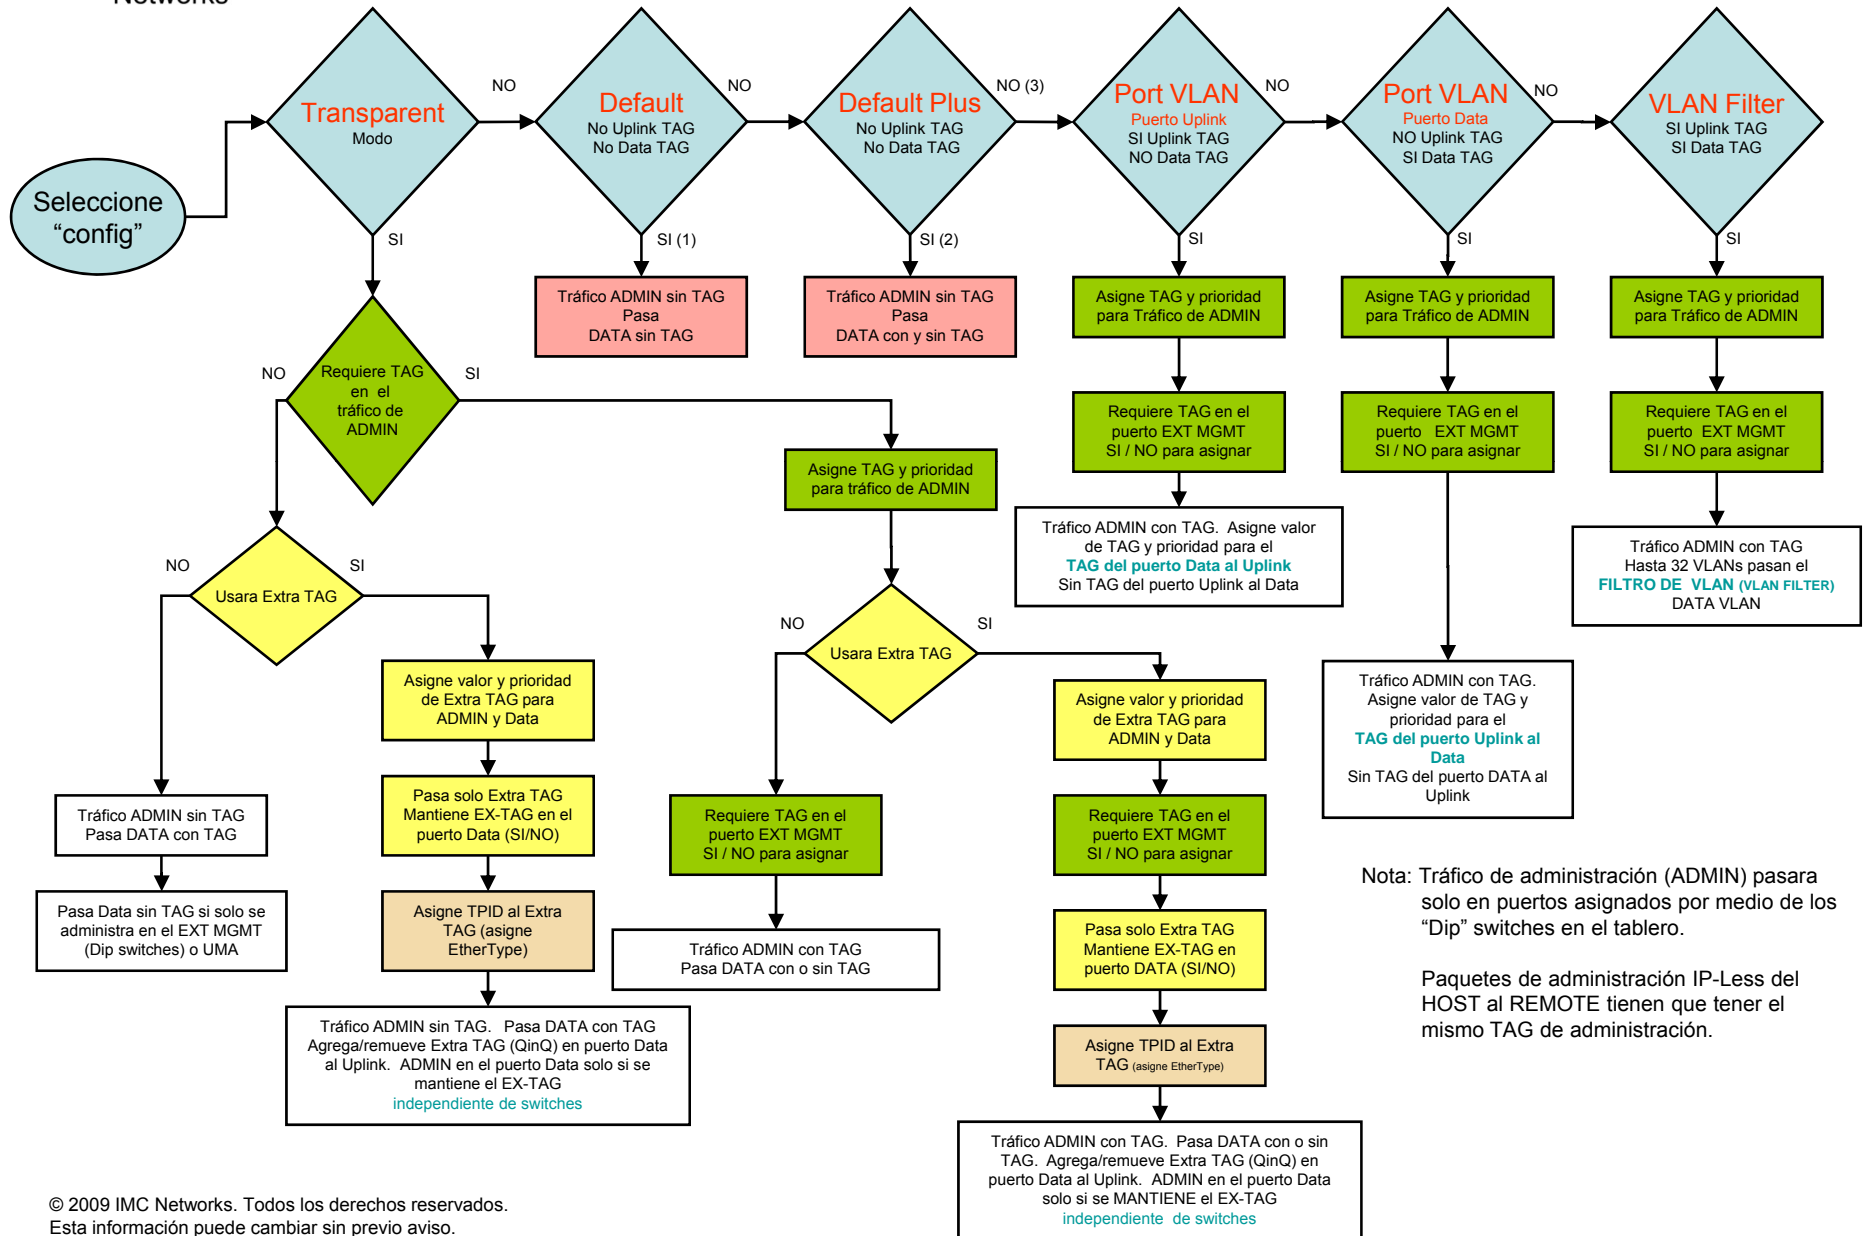 Networks
Seleccione
“config”
Transparent
Modo
NO
SI
Default
No Uplink TAG
No Data TAG
NO
SI (1)
Default Plus
No Uplink TAG
No Data TAG
NO (3)
SI (2)
Port VLAN
Puerto Uplink
SI Uplink TAG
NO Data TAG
NO
SI
Port VLAN
Puerto Data
NO Uplink TAG
SI Data TAG
NO
SI
VLAN Filter
SI Uplink TAG
SI Data TAG
SI
Tráfico ADMIN sin TAG
Pasa
DATA sin TAG
Tráfico ADMIN sin TAG
Pasa
DATA con y sin TAG
Asigne TAG y prioridad
para Tráfico de ADMIN
Asigne TAG y prioridad
para Tráfico de ADMIN
Asigne TAG y prioridad
para Tráfico de ADMIN
NO
Requiere TAG
en el
tráfico de
ADMIN
SI
Requiere TAG en el
puerto EXT MGMT
SI / NO para asignar
Requiere TAG en el
puerto EXT MGMT
SI / NO para asignar
Requiere TAG en el
puerto EXT MGMT
SI / NO para asignar
Asigne TAG y prioridad
para tráfico de ADMIN
Tráfico ADMIN con TAG. Asigne valor
de TAG y prioridad para el
TAG del puerto Data al Uplink
Sin TAG del puerto Uplink al Data
Tráfico ADMIN con TAG
Hasta 32 VLANs pasan el
FILTRO DE VLAN (VLAN FILTER)
DATA VLAN
NO
Usara Extra TAG
SI
NO
Usara Extra TAG
SI
Asigne valor y prioridad
de Extra TAG para
ADMIN y Data
Asigne valor y prioridad
de Extra TAG para
ADMIN y Data
Tráfico ADMIN con TAG.
Asigne valor de TAG y
prioridad para el
TAG del puerto Uplink al
Data
Sin TAG del puerto DATA al
Uplink
Tráfico ADMIN sin TAG
Pasa DATA con TAG
Pasa solo Extra TAG
Mantiene EX-TAG en el
puerto Data (SI/NO)
Requiere TAG en el
puerto EXT MGMT
SI / NO para asignar
Requiere TAG en el
puerto EXT MGMT
SI / NO para asignar
Pasa Data sin TAG si solo se
administra en el EXT MGMT
(Dip switches) o UMA
Asigne TPID al Extra
TAG (asigne
EtherType)
Tráfico ADMIN con TAG
Pasa DATA con o sin TAG
Pasa solo Extra TAG
Mantiene EX-TAG en
puerto DATA (SI/NO)
Nota: Tráfico de administración (ADMIN) pasara
solo en puertos asignados por medio de los
“Dip” switches en el tablero.
Paquetes de administración IP-Less del
HOST al REMOTE tienen que tener el
mismo TAG de administración.
Tráfico ADMIN sin TAG. Pasa DATA con TAG
Agrega/remueve Extra TAG (QinQ) en puerto Data
al Uplink. ADMIN en el puerto Data solo si se
mantiene el EX-TAG
independiente de switches
Asigne TPID al Extra
TAG (asigne EtherType)
Tráfico ADMIN con TAG. Pasa DATA con o sin
TAG. Agrega/remueve Extra TAG (QinQ) en
puerto Data al Uplink. ADMIN en el puerto Data
solo si se MANTIENE el EX-TAG
independiente de switches
© 2009 IMC Networks. Todos los derechos reservados.
Esta información puede cambiar sin previo aviso.